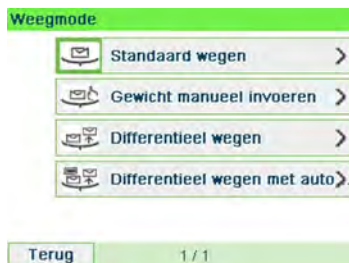 Weegmode
Standaard wegen
Gewicht manueel invoeren
Differentieel wegen
Differentieel wegen met auto
Terug 1 / 1